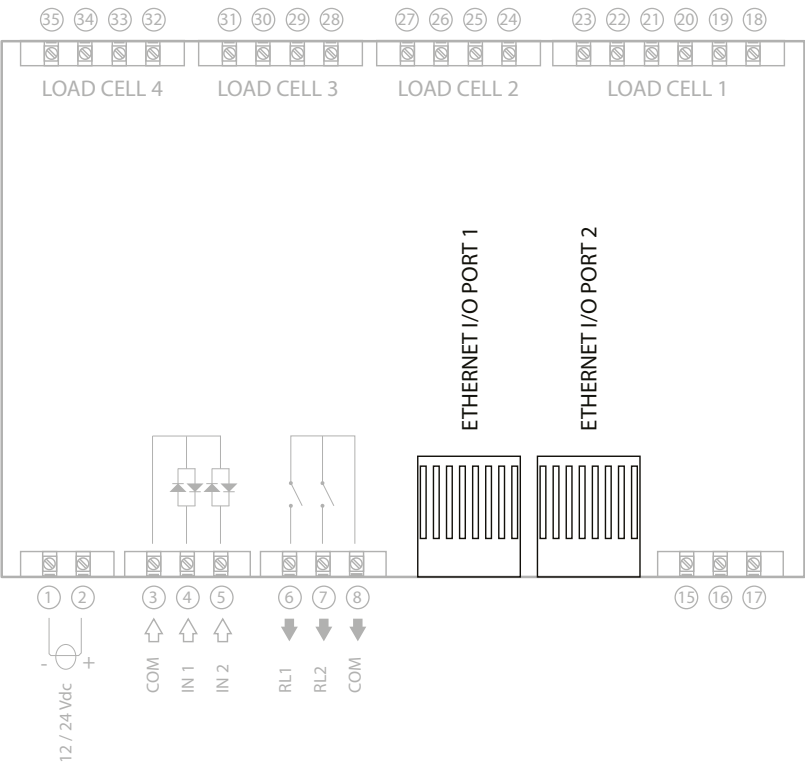 35 34 33 32 31 30 29 28 27 26 25 24 23 22 21 20 19 18
LOAD CELL 4 LOAD CELL 3 LOAD CELL 2 LOAD CELL 1
ETHERNET I/O PORT 1
ETHERNET I/O PORT 2
1 2 3 4 5 6 7 8 15 16 17
- +
12 / 24 Vdc
COM
IN 1
IN 2
RL1
RL2
COM